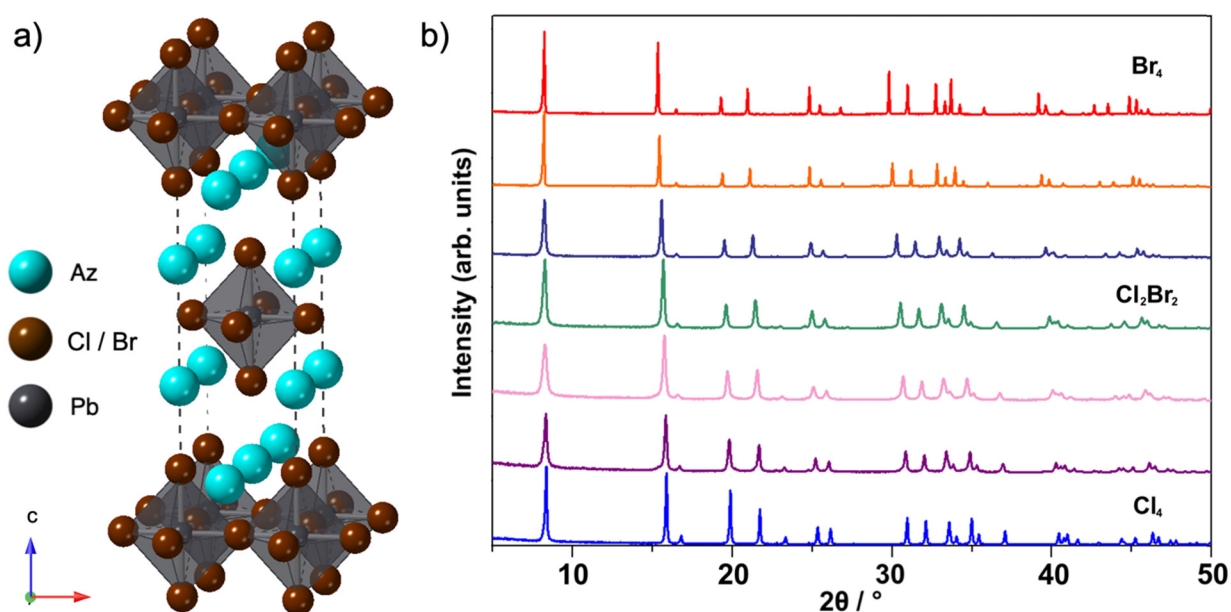 a)
Az
Cl / Br
Pb
c
b)
Intensity (arb. units)
Br₄
Cl₂Br₂
Cl₄
10 20 30 40 50
2θ / °